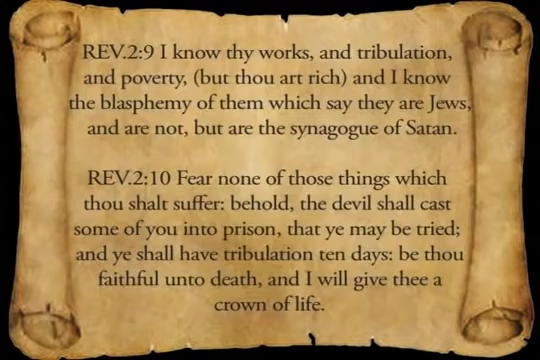 REV.2:9 I know thy works, and tribulation,
and poverty, (but thou art rich) and I know
the blasphemy of them which say they are Jews,
and are not, but are the synagogue of Satan.
REV.2:10 Fear none of those things which
thou shalt suffer: behold, the devil shall cast
some of you into prison, that ye may be tried;
and ye shall have tribulation ten days: be thou
faithful unto death, and I will give thee a
crown of life.